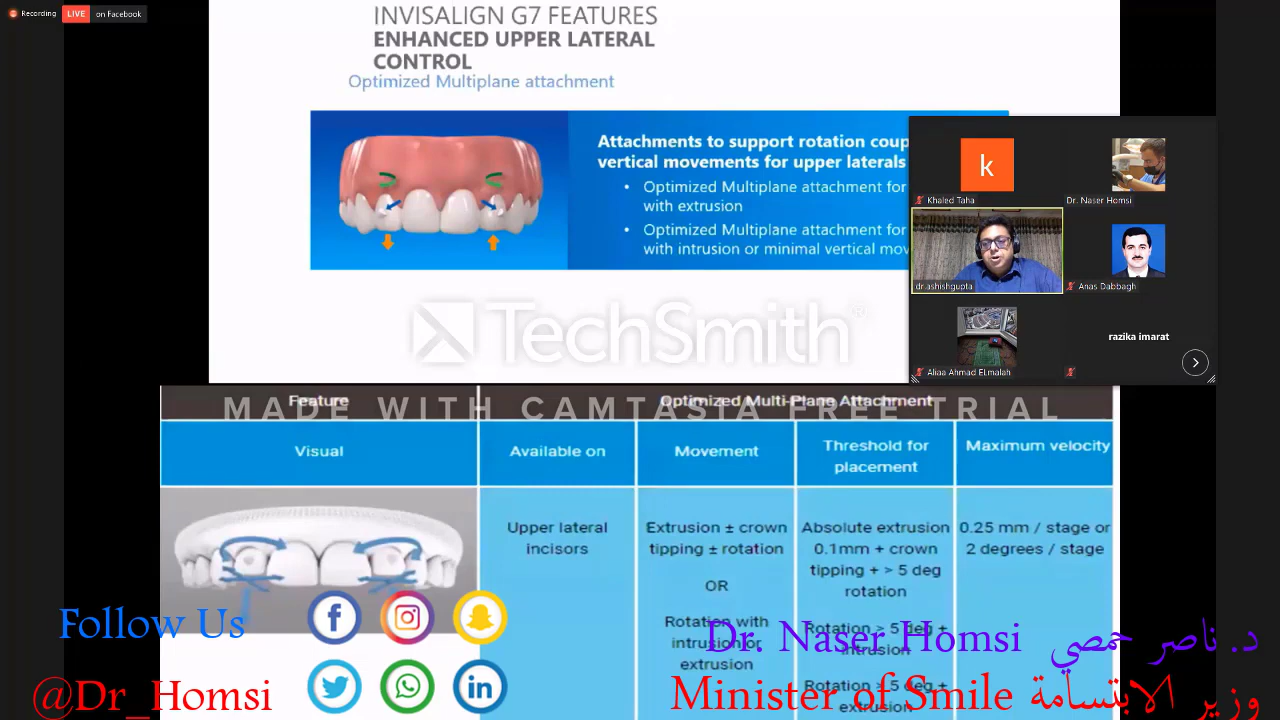 Recording
LIVE
on Facebook
INVISALIGN G7 FEATURES
ENHANCED UPPER LATERAL
CONTROL
Optimized Multiplane attachment
Attachments to support rotation coup
vertical movements for upper laterals
• Optimized Multiplane attachment for
with extrusion
• Optimized Multiplane attachment for
with intrusion or minimal vertical mov
k
Khaled Taha
Dr. Naser Homsi
dr.ashishgupta
Anas Dabbagh
Aliaa Ahmad ELmalah
razika imarat
TechSmith®
MADE WITH CAMTASIA FREE TRIAL
Feature
Optimized Multi-Plane Attachment
Visual
Available on
Movement
Threshold for
placement
Maximum velocity
Upper lateral
incisors
Extrusion ± crown
tipping ± rotation
OR
Rotation with
intrusion or
extrusion
Absolute extrusion
0.1mm + crown
tipping + > 5 deg
rotation
Rotation > 5 deg +
intrusion
Rotation > 5 deg +
extrusion
0.25 mm / stage or
2 degrees / stage
Follow Us
@Dr_Homsi
Dr. Naser Homsi د. ناصر حمصي
Minister of Smile وزير الابتسامة